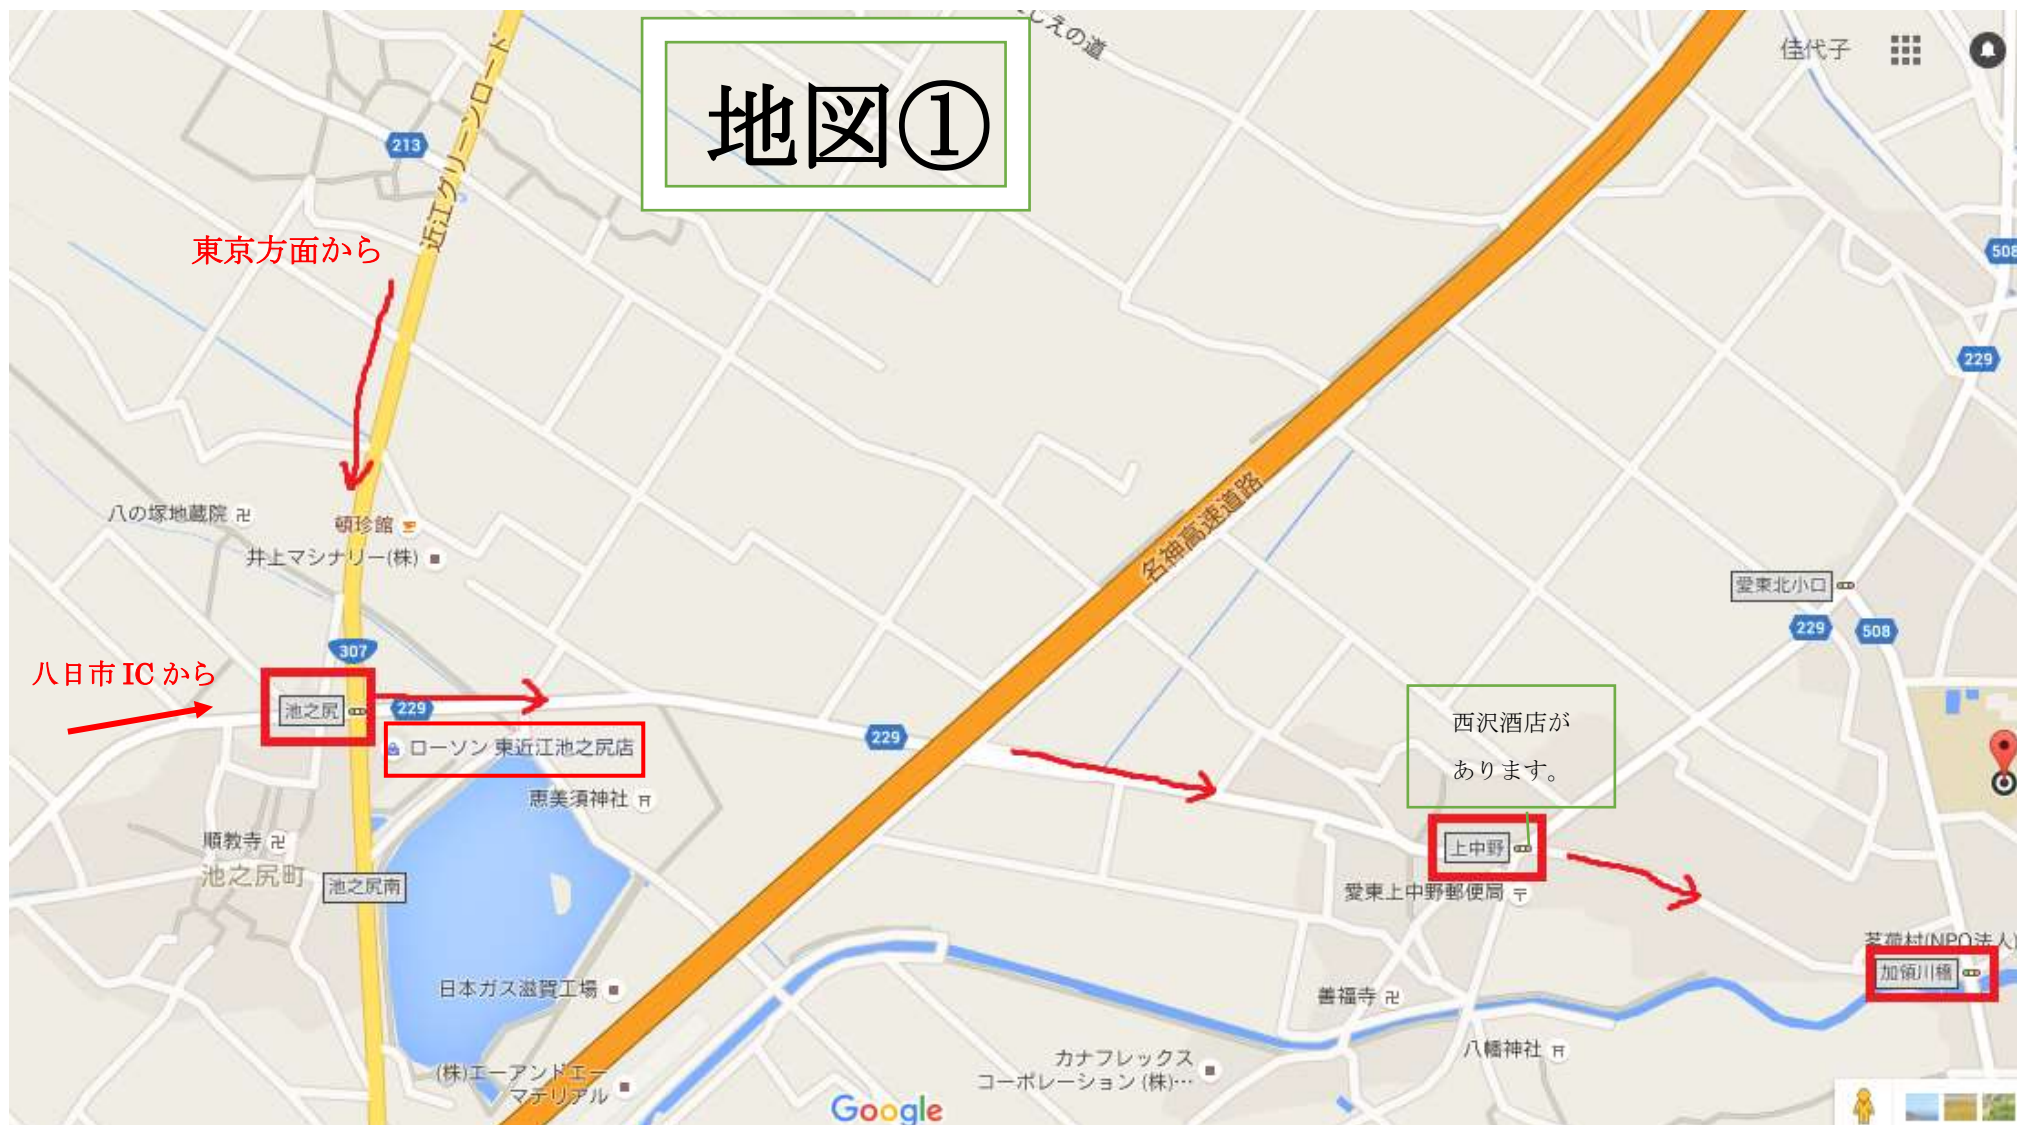 地図①
じえの道
佳代子
213
近江グリーンロード
東京方面から
508
229
八の塚地蔵院
頓珍館
井上マシナリー(株)
名神高速道路
愛東北小口
229
508
307
八日市 IC から
池之尻
229
ローソン 東近江池之尻店
229
西沢酒店が
あります。
恵美須神社
順教寺
池之尻町
池之尻南
上中野
愛東上中野郵便局
茗荷村(NPO法人)
加領川橋
日本ガス滋賀工場
善福寺
八幡神社
(株)エーアンドエー
マテリアル
カナフレックス
コーポレーション (株)…
Google